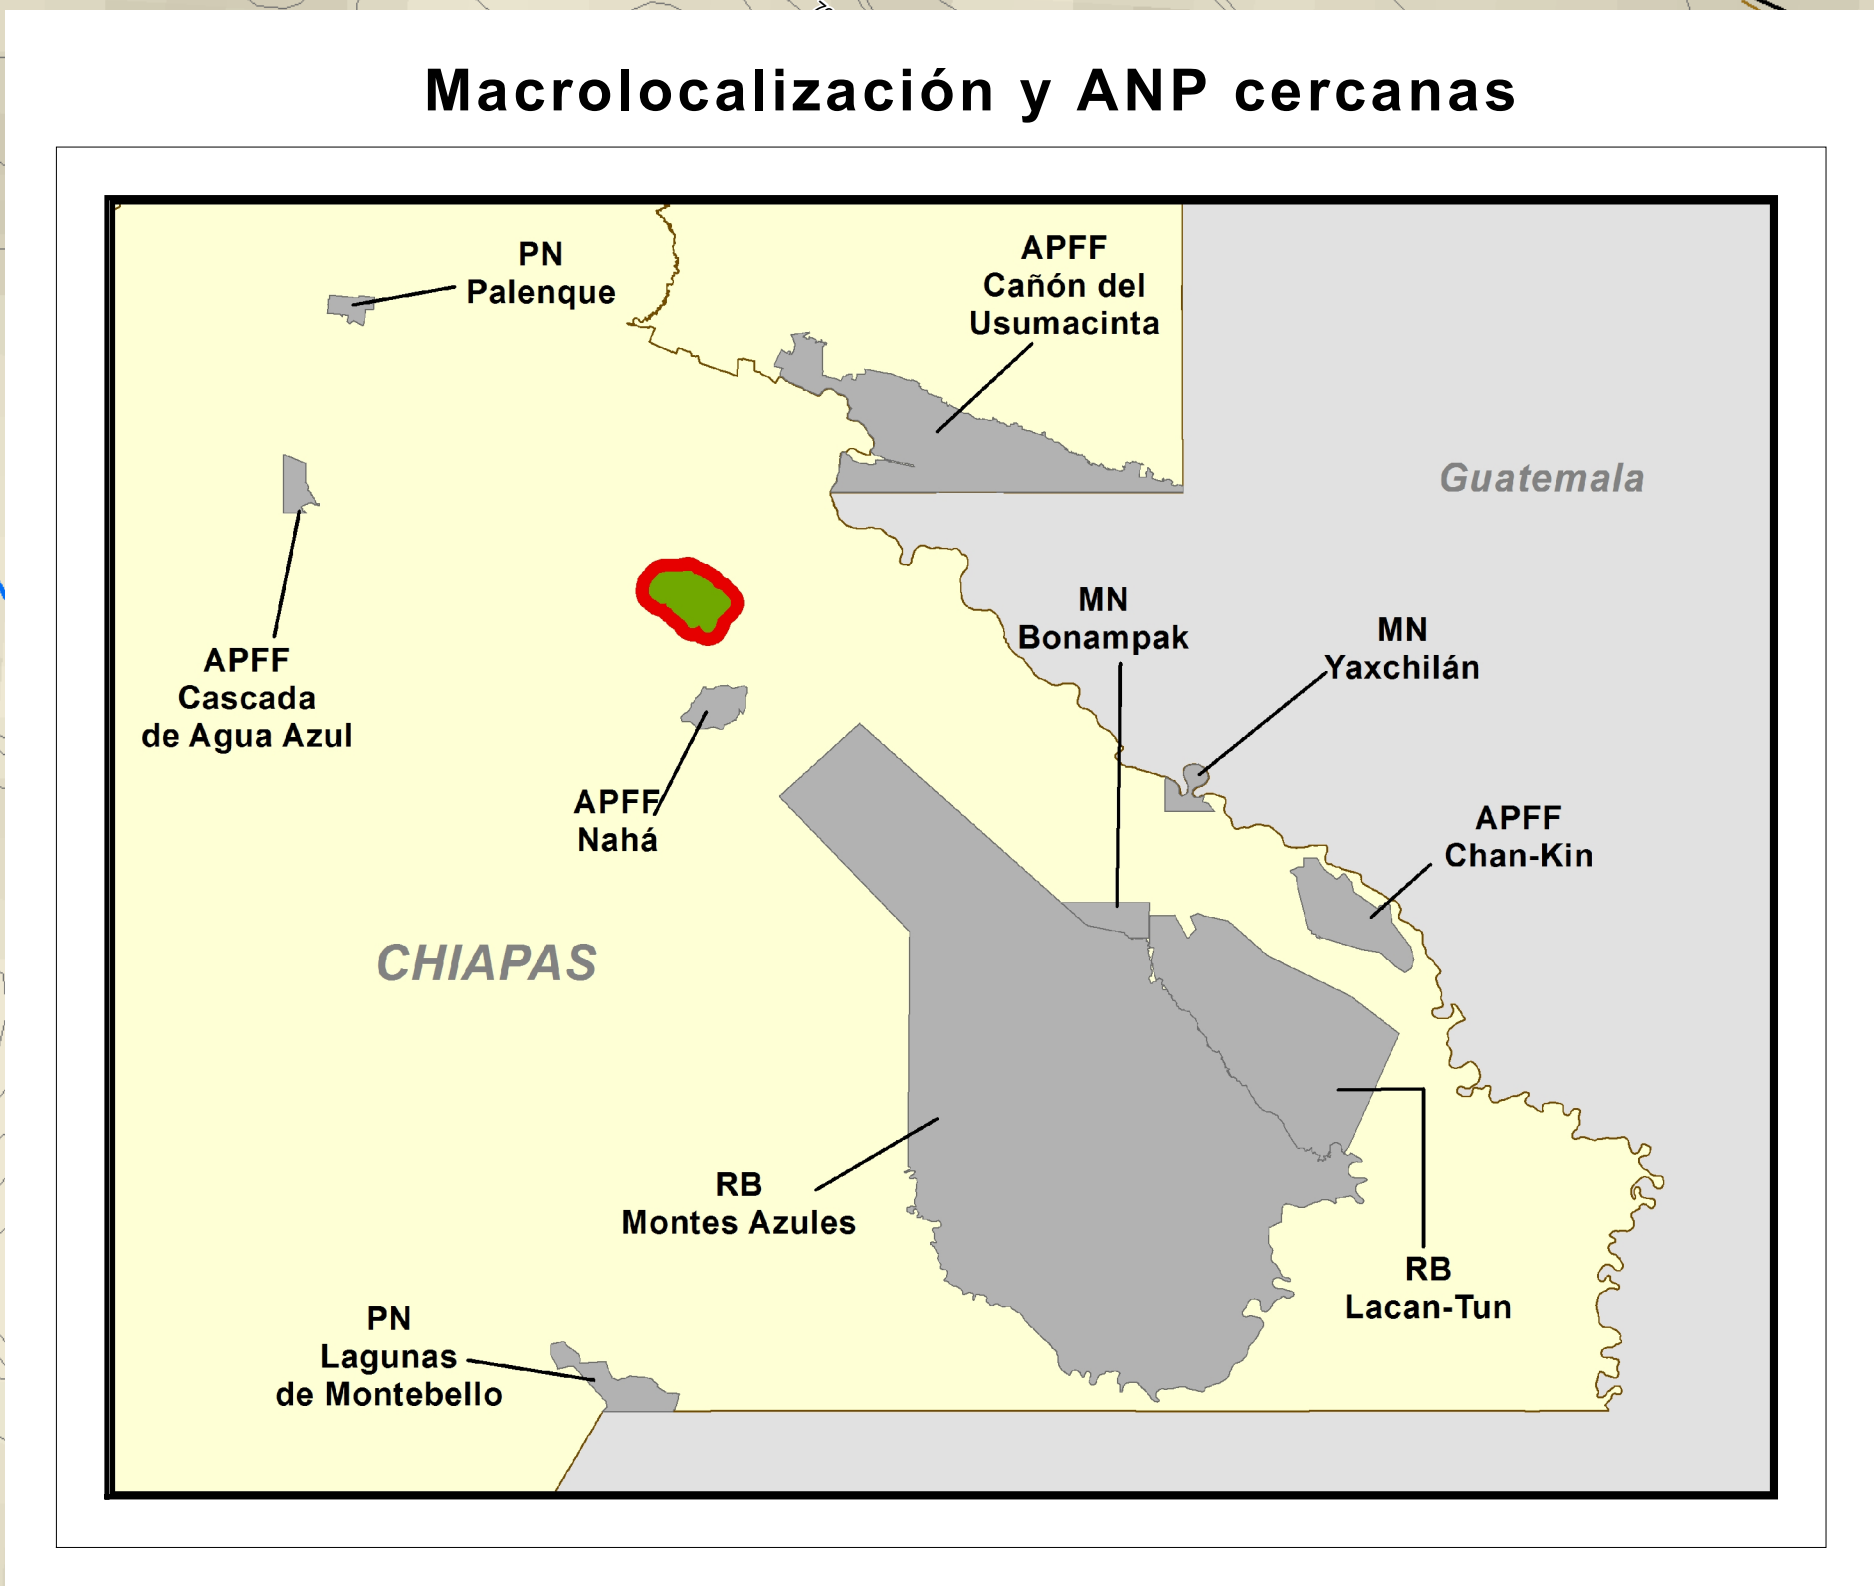 Macrolocalización y ANP cercanas
PN
Palenque
APFF
Cañón del
Usumacinta
Guatemala
APFF
Cascada
de Agua Azul
MN
Bonampak
MN
Yaxchilán
APFF
Nahá
APFF
Chan-Kin
CHIAPAS
RB
Montes Azules
RB
Lacan-Tun
PN
Lagunas
de Montebello